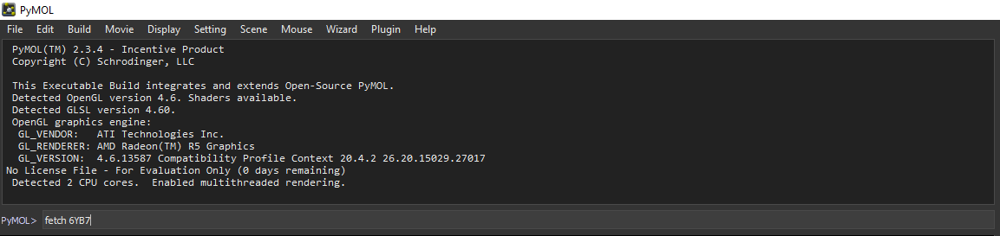 PyMOL
File Edit Build Movie Display Setting Scene Mouse Wizard Plugin Help
PyMOL(TM) 2.3.4 - Incentive Product
Copyright (C) Schrodinger, LLC
This Executable Build integrates and extends Open-Source PyMOL.
Detected OpenGL version 4.6. Shaders available.
Detected GLSL version 4.60.
OpenGL graphics engine:
GL_VENDOR: ATI Technologies Inc.
GL_RENDERER: AMD Radeon(TM) R5 Graphics
GL_VERSION: 4.6.13587 Compatibility Profile Context 20.4.2 26.20.15029.27017
No License File - For Evaluation Only (0 days remaining)
Detected 2 CPU cores. Enabled multithreaded rendering.
PyMOL> fetch 6YB7